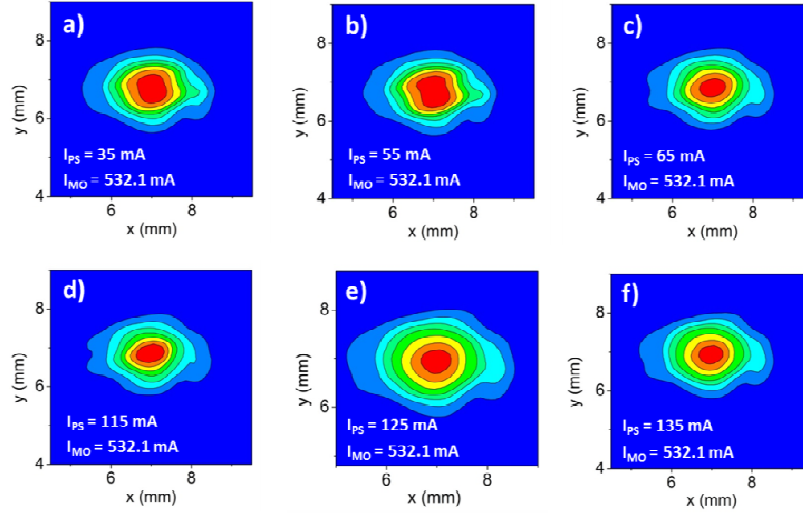 a)
8
6
4
y (mm)
I_PS = 35 mA
I_MO = 532.1 mA
6
8
x (mm)
b)
8
6
4
y (mm)
I_PS = 55 mA
I_MO = 532.1 mA
6
8
x (mm)
c)
8
6
4
y (mm)
I_PS = 65 mA
I_MO = 532.1 mA
6
8
x (mm)
d)
8
6
4
y (mm)
I_PS = 115 mA
I_MO = 532.1 mA
6
8
x (mm)
e)
8
6
y (mm)
I_PS = 125 mA
I_MO = 532.1 mA
6
8
x (mm)
f)
8
6
4
y (mm)
I_PS = 135 mA
I_MO = 532.1 mA
6
8
x (mm)